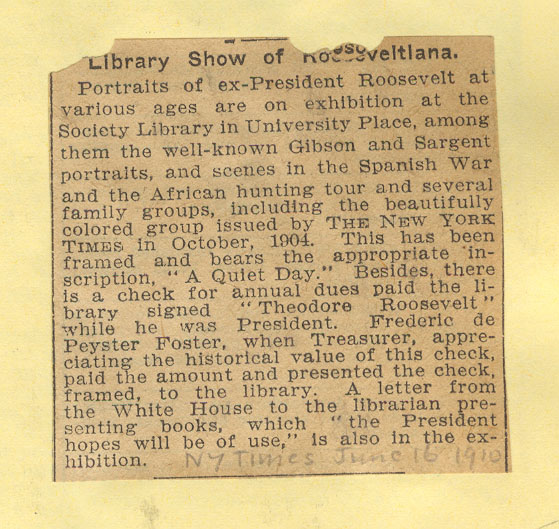 Library Show of Rooseveltiana.
Portraits of ex-President Roosevelt at
various ages are on exhibition at the
Society Library in University Place, among
them the well-known Gibson and Sargent
portraits, and scenes in the Spanish War
and the African hunting tour and several
family groups, including the beautifully
colored group issued by THE NEW YORK
TIMES in October, 1904. This has been
framed and bears the appropriate in-
scription, "A Quiet Day." Besides, there
is a check for annual dues paid the li-
brary signed "Theodore Roosevelt"
while he was President. Frederic de
Peyster Foster, when Treasurer, appre-
ciating the historical value of this check,
paid the amount and presented the check,
framed, to the library. A letter from
the White House to the librarian pre-
senting books, which "the President
hopes will be of use," is also in the ex-
hibition.
NY Times June 16 1910